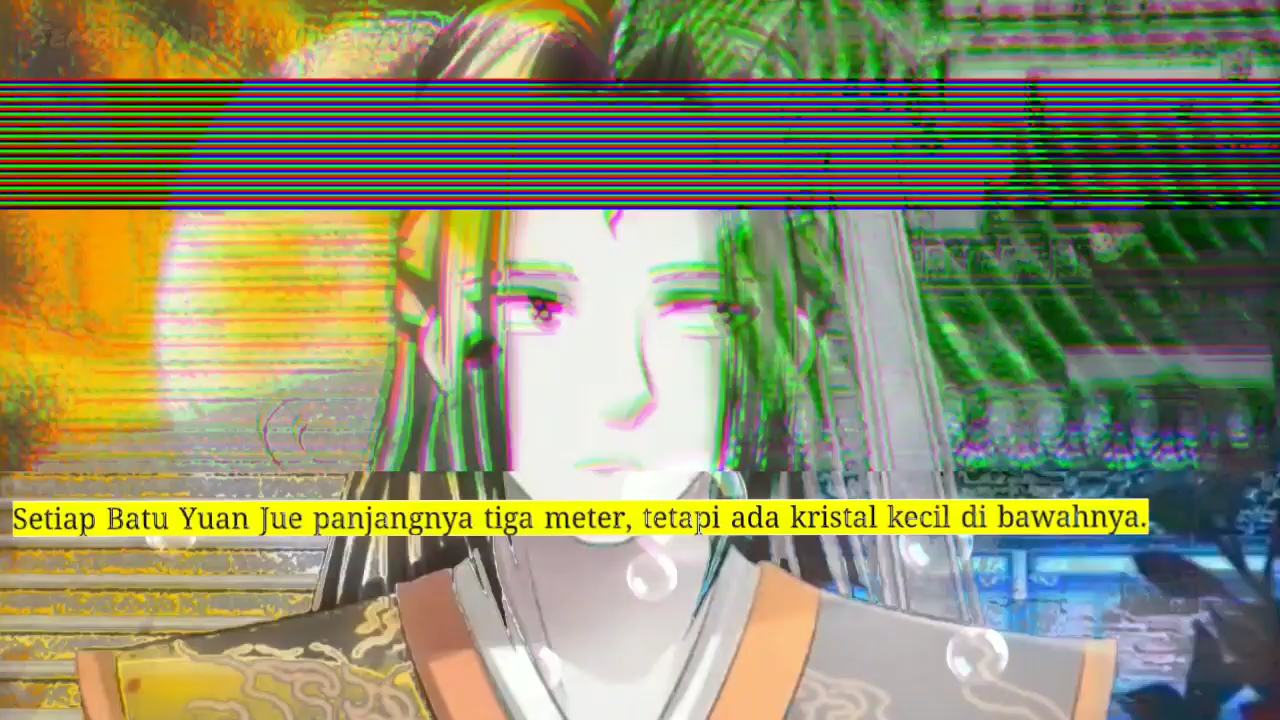 Setiap Batu Yuan Jue panjangnya tiga meter, tetapi ada kristal kecil di bawahnya.